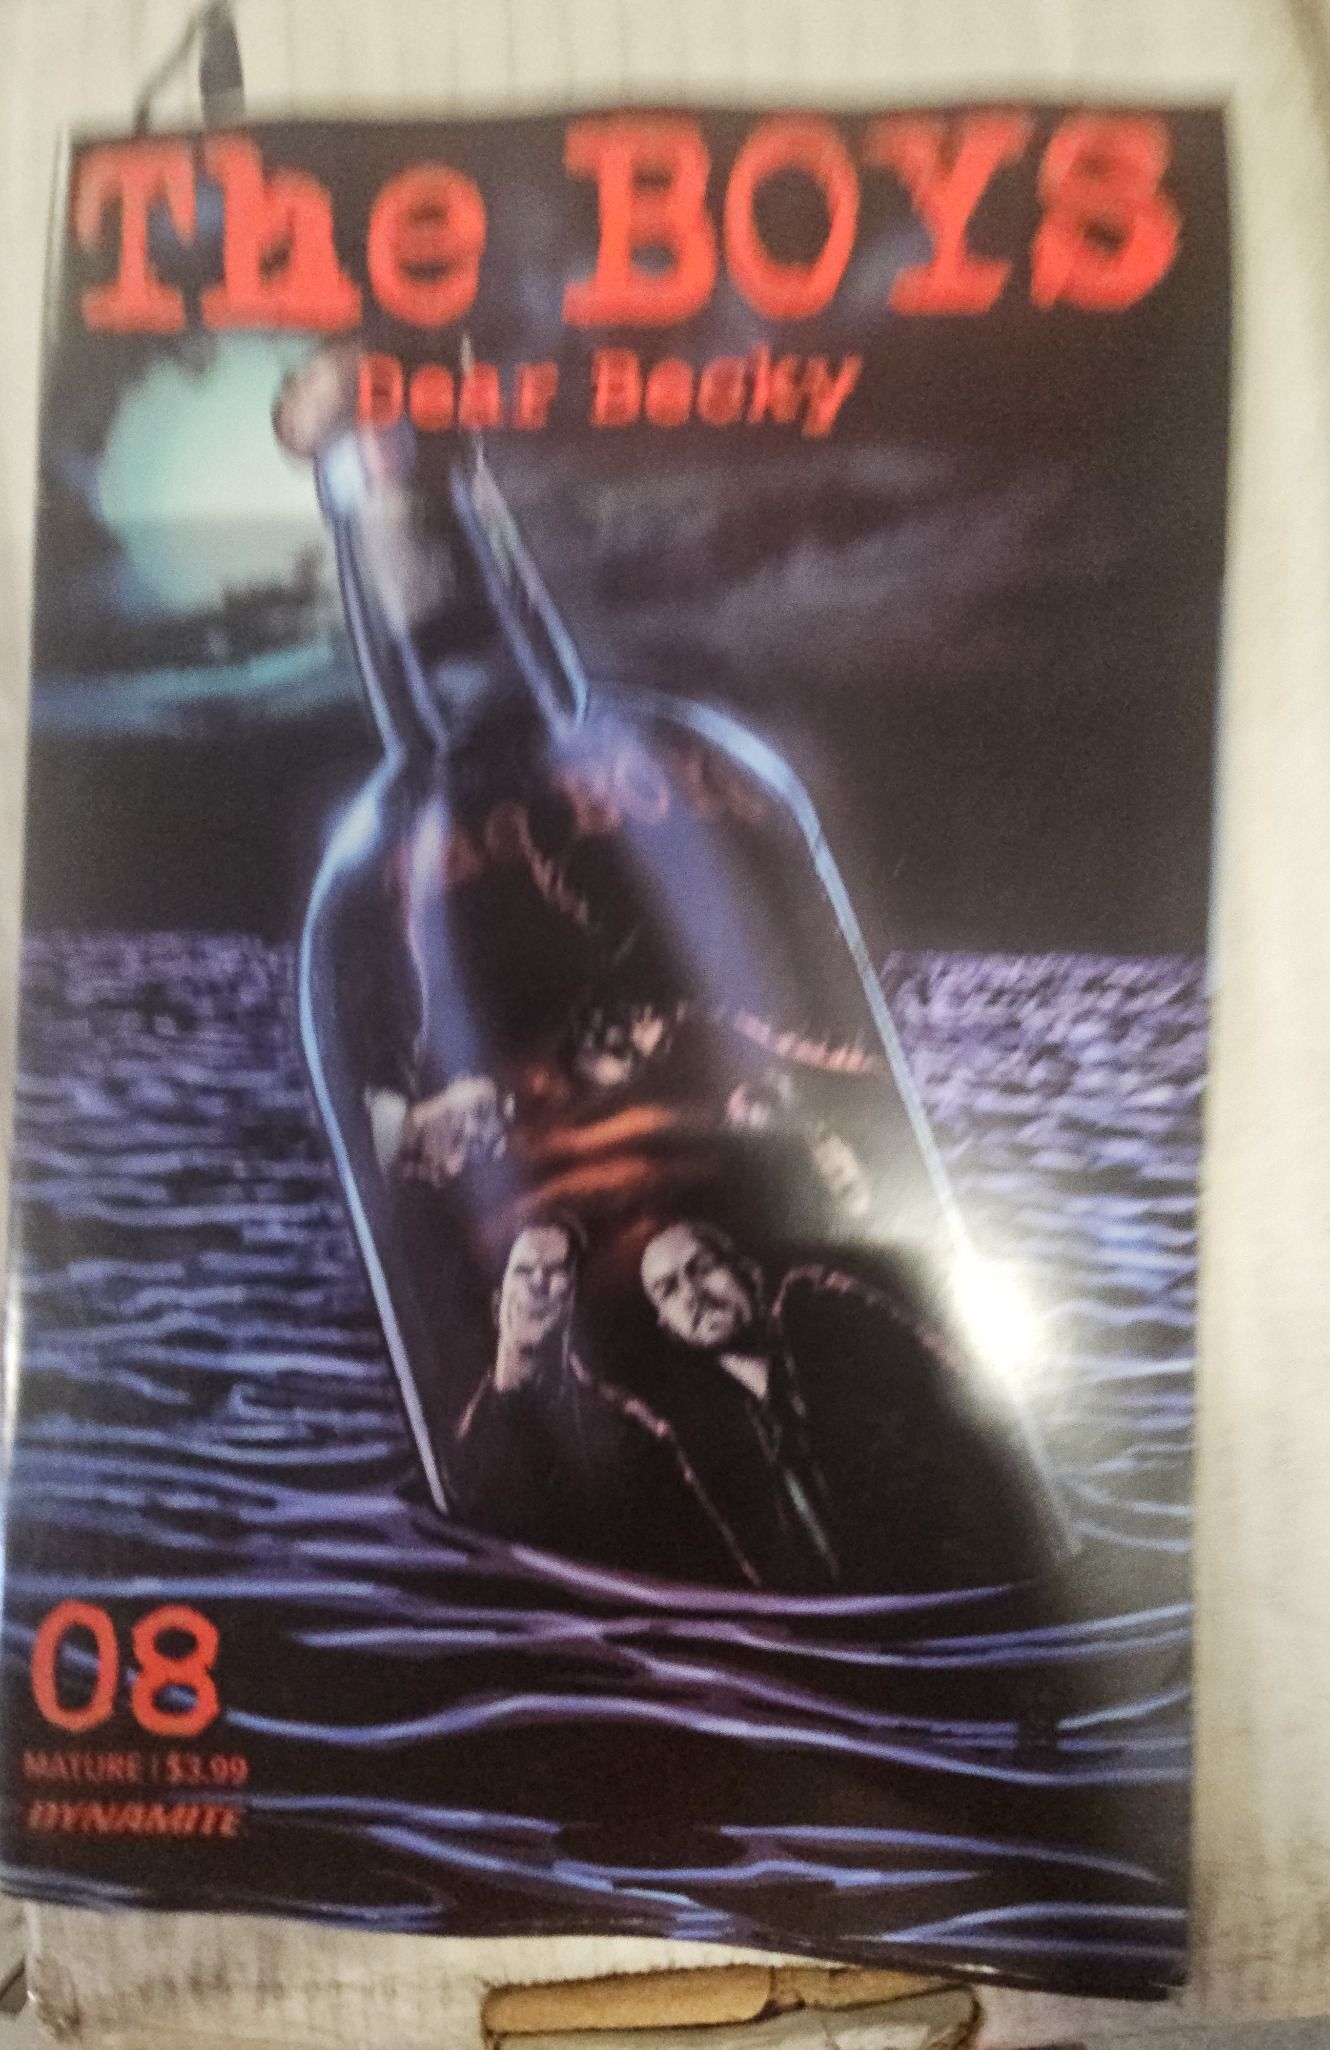 The BOYS
Dear Becky
08
MATURE | $3.99
DYNAMITE